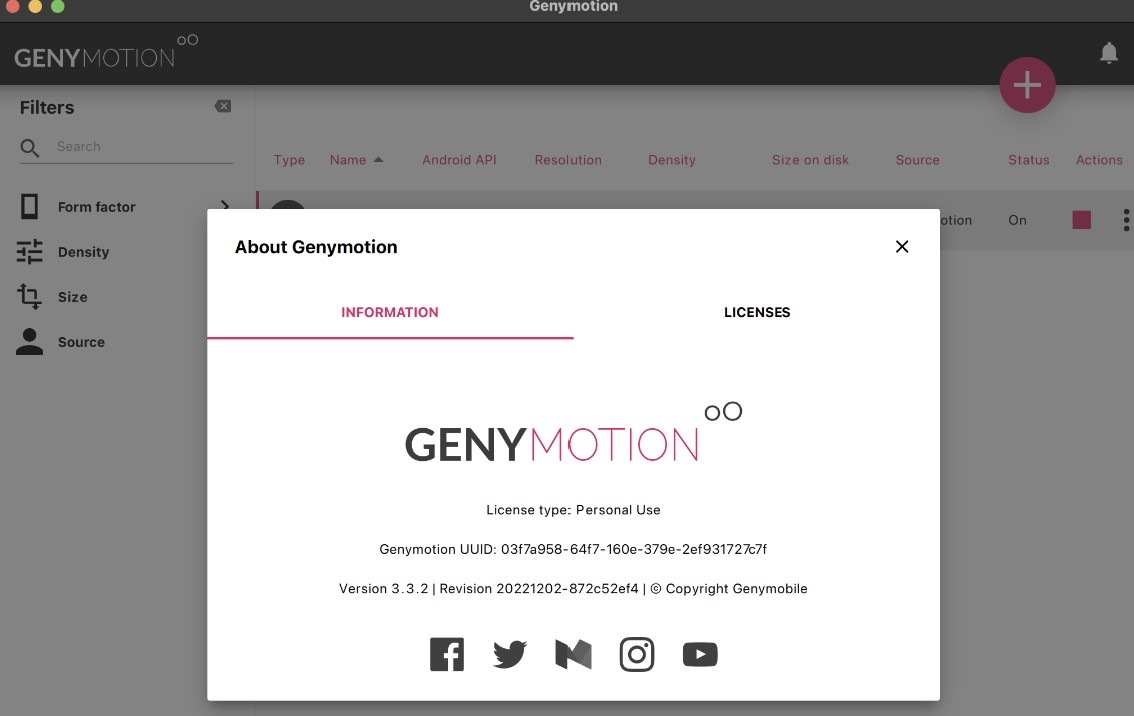 Genymotion
GENYMOTION
Filters
Search
Type Name Android API Resolution Density Size on disk Source Status Actions
Form factor
otion On
Density
Size
Source
About Genymotion
INFORMATION LICENSES
GENYMOTION
License type: Personal Use
Genymotion UUID: 03f7a958-64f7-160e-379e-2ef931727c7f
Version 3.3.2 | Revision 20221202-872c52ef4 | © Copyright Genymobile